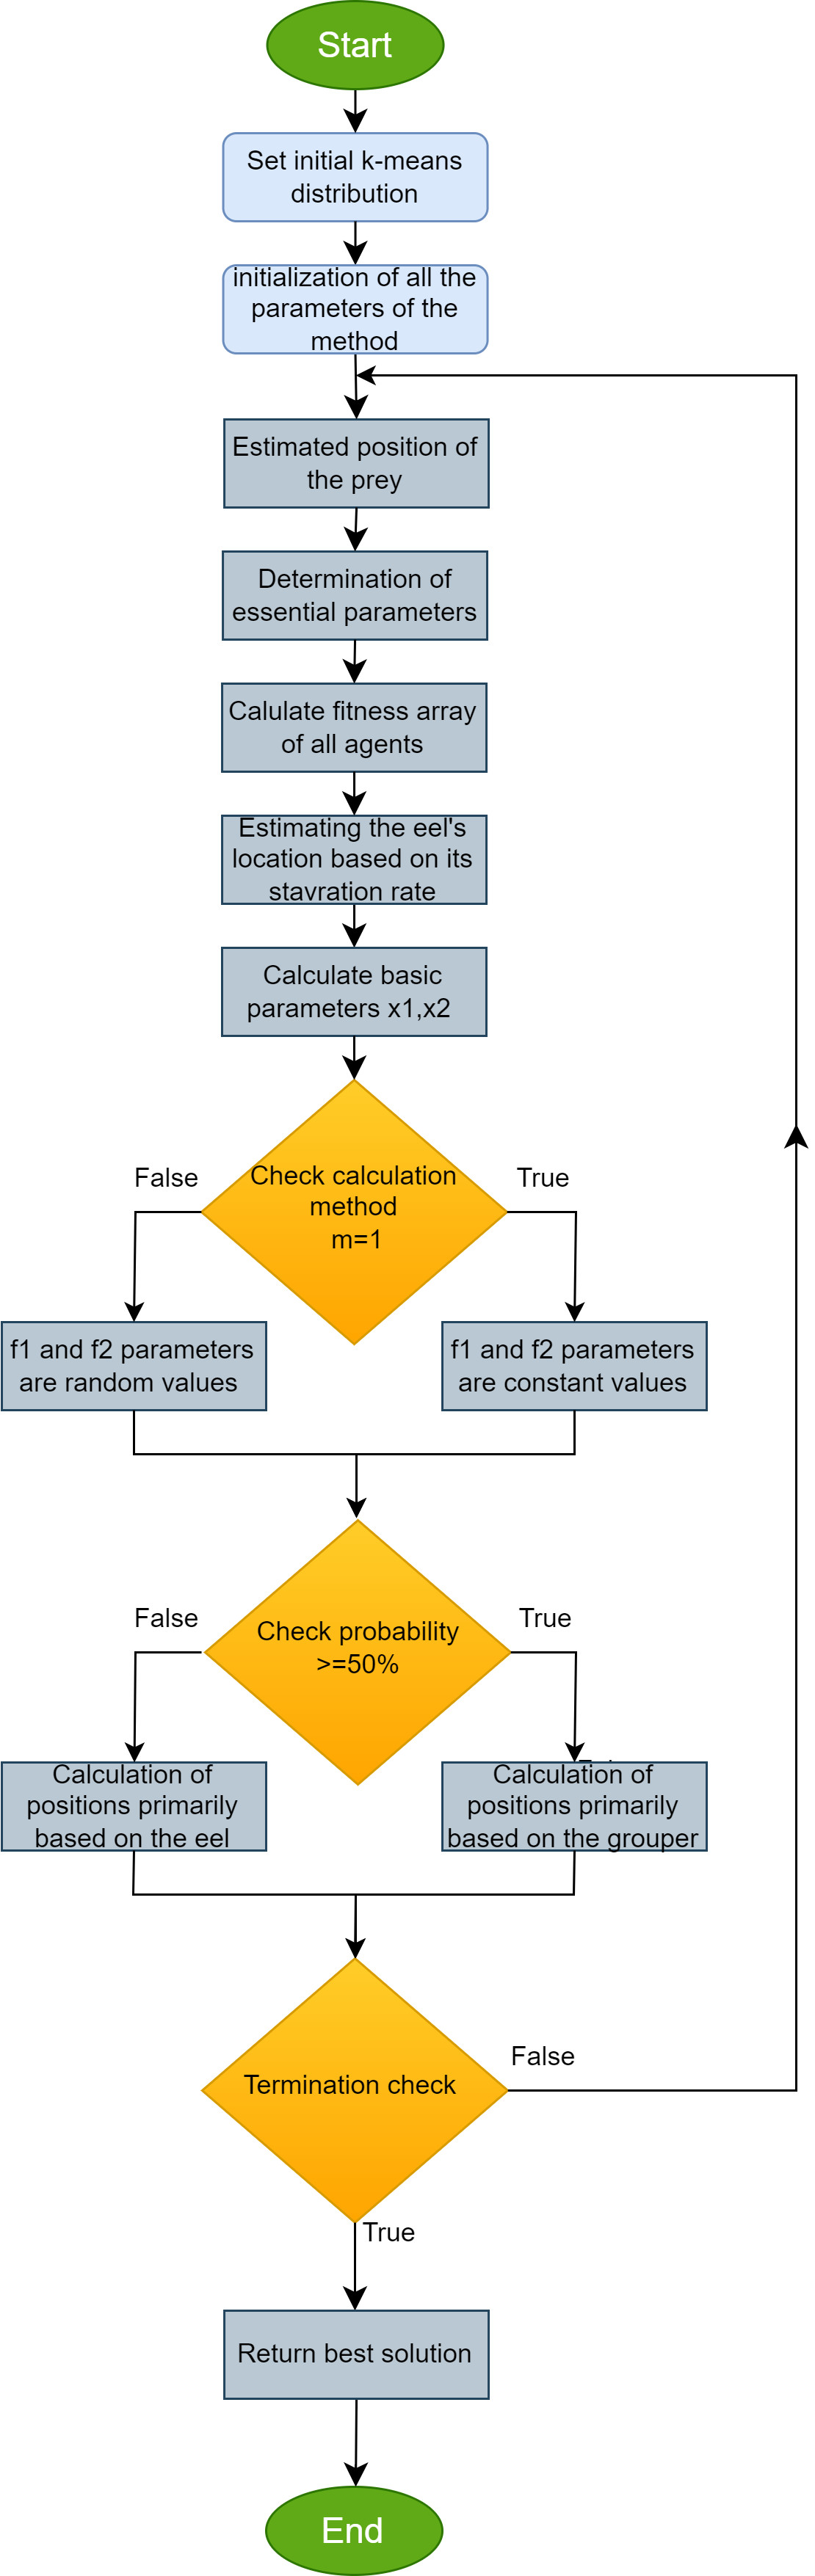 Start
Set initial k-means
distribution
initialization of all the
parameters of the
method
Estimated position of
the prey
Determination of
essential parameters
Calulate fitness array
of all agents
Estimating the eel's
location based on its
stavration rate
Calculate basic
parameters x1,x2
Check calculation
method
m=1
False
True
f1 and f2 parameters
are random values
f1 and f2 parameters
are constant values
Check probability
>=50%
False
True
Calculation of
positions primarily
based on the eel
Calculation of
positions primarily
based on the grouper
Termination check
False
True
Return best solution
End